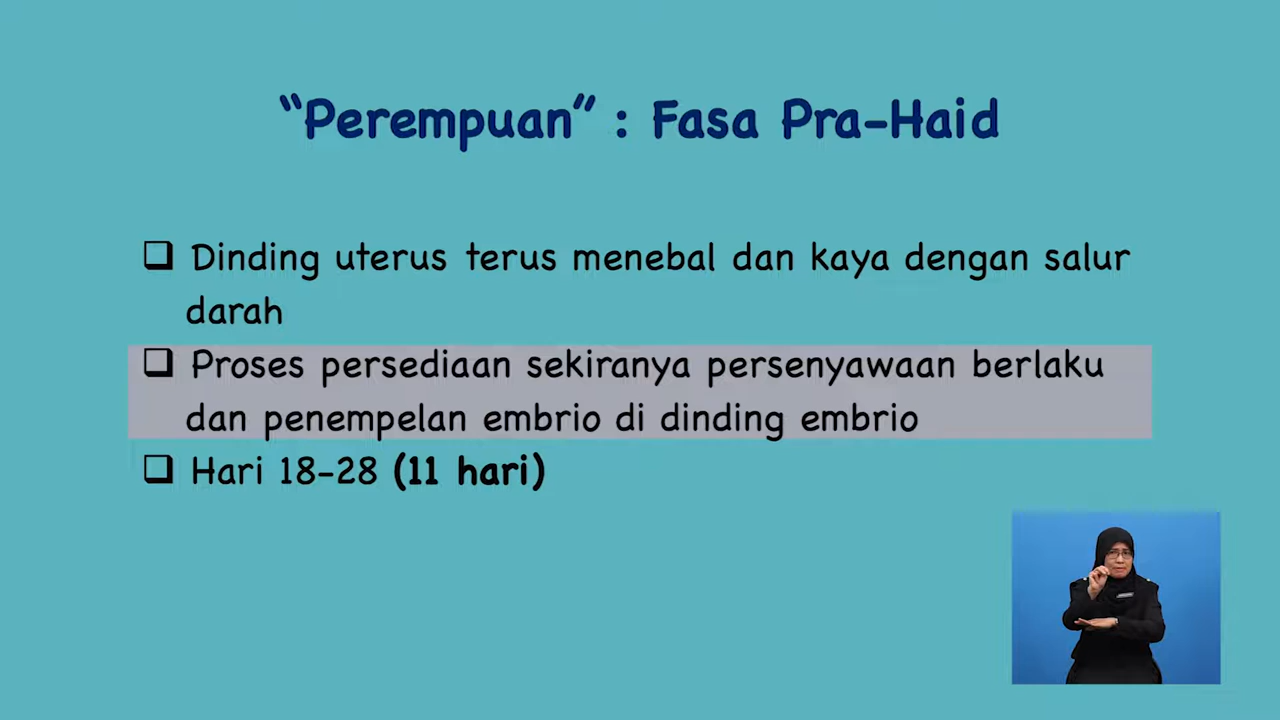 “Perempuan” : Fasa Pra-Haid
❑ Dinding uterus terus menebal dan kaya dengan salur
darah
❑ Proses persediaan sekiranya persenyawaan berlaku
dan penempelan embrio di dinding embrio
❑ Hari 18-28 (11 hari)